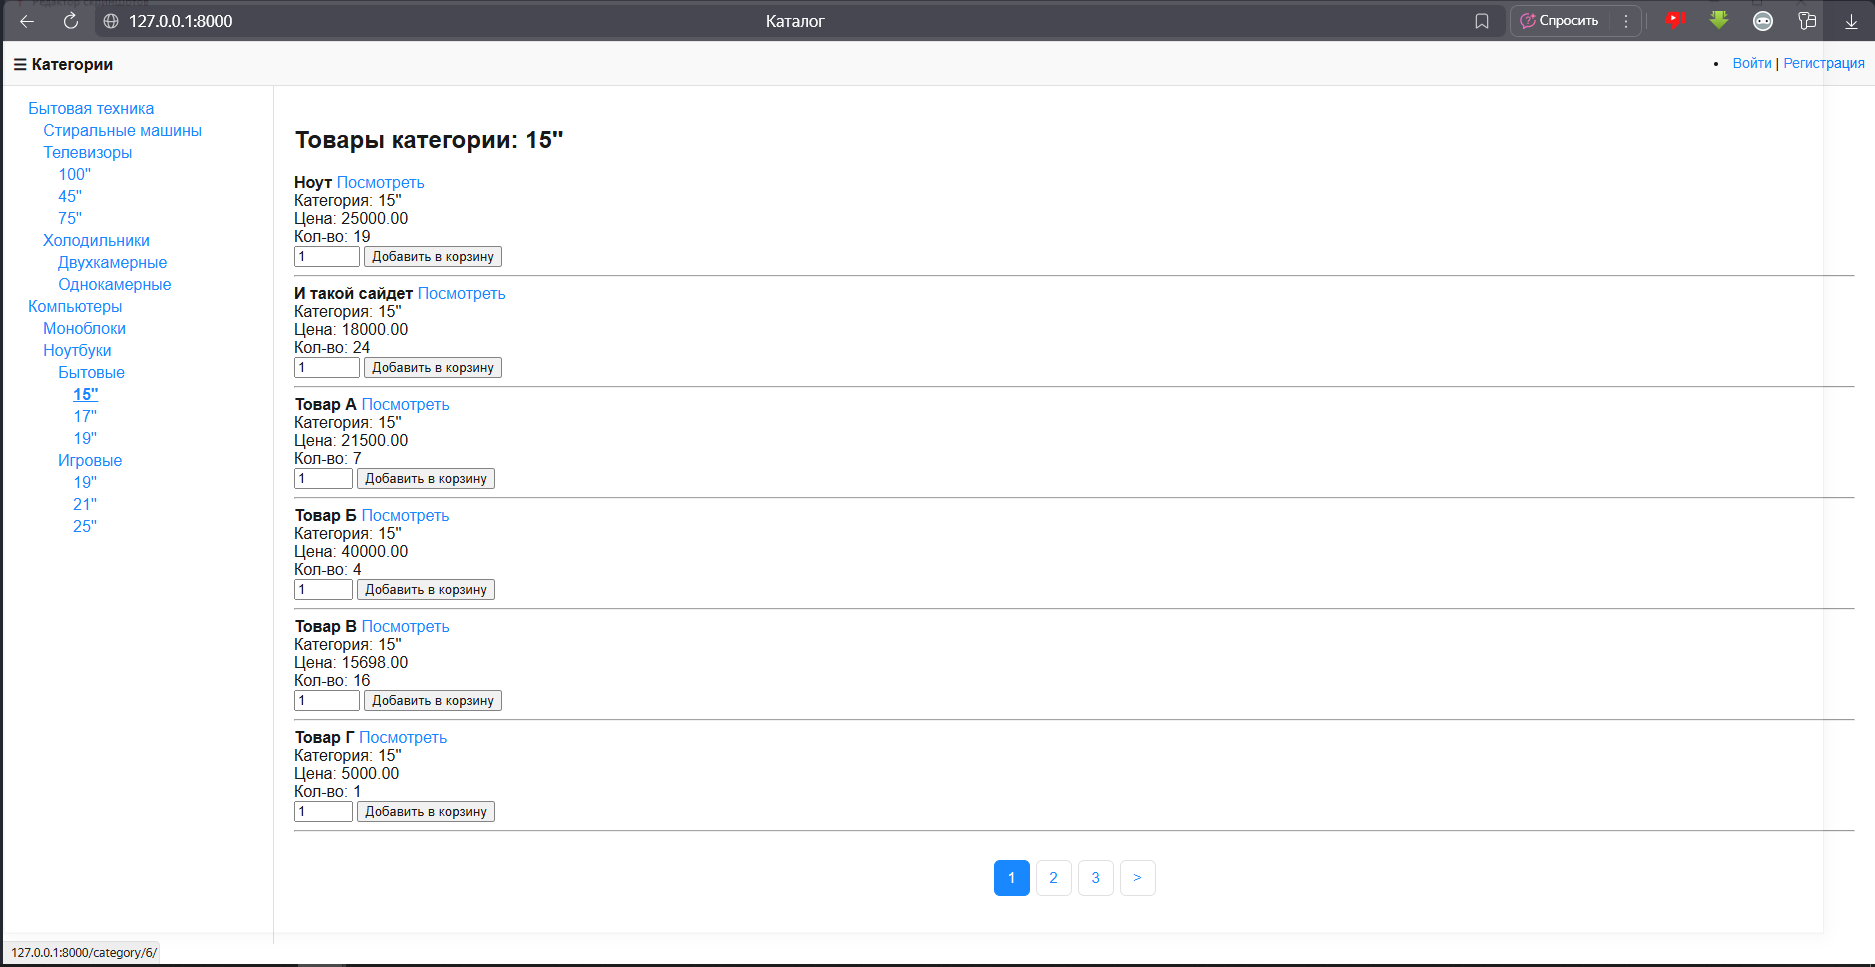 127.0.0.1:8000
Каталог
Спросить
☰ Категории
• Войти | Регистрация
Бытовая техника
Стиральные машины
Телевизоры
100"
45"
75"
Холодильники
Двухкамерные
Однокамерные
Компьютеры
Моноблоки
Ноутбуки
Бытовые
15"
17"
19"
Игровые
19"
21"
25"
Товары категории: 15"
Ноут Посмотреть
Категория: 15"
Цена: 25000.00
Кол-во: 19
1 Добавить в корзину
И такой сайдет Посмотреть
Категория: 15"
Цена: 18000.00
Кол-во: 24
1 Добавить в корзину
Товар А Посмотреть
Категория: 15"
Цена: 21500.00
Кол-во: 7
1 Добавить в корзину
Товар Б Посмотреть
Категория: 15"
Цена: 40000.00
Кол-во: 4
1 Добавить в корзину
Товар В Посмотреть
Категория: 15"
Цена: 15698.00
Кол-во: 16
1 Добавить в корзину
Товар Г Посмотреть
Категория: 15"
Цена: 5000.00
Кол-во: 1
1 Добавить в корзину
1 2 3 >
127.0.0.1:8000/category/6/